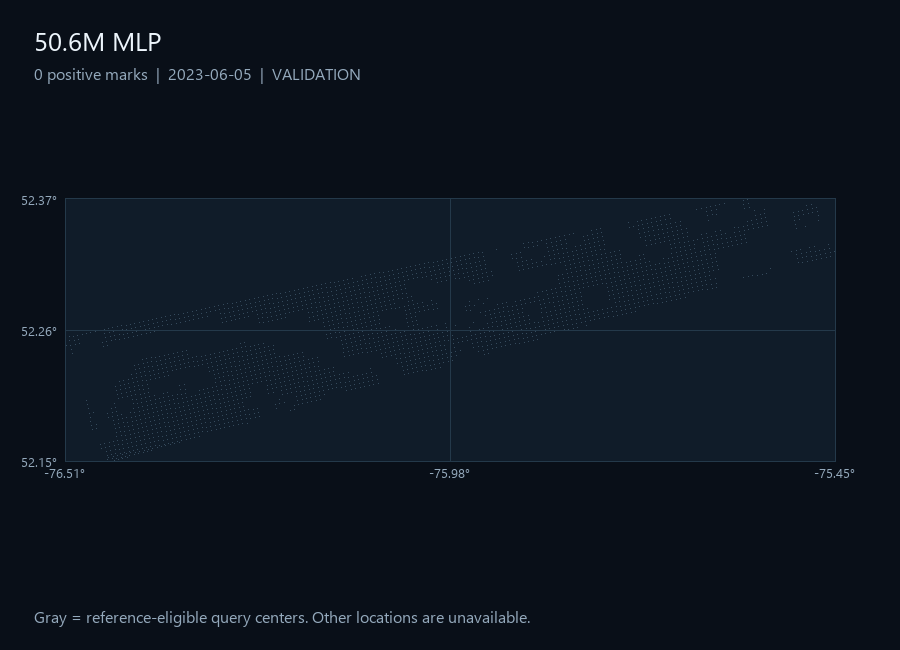 50.6M MLP
0 positive marks | 2023-06-05 | VALIDATION
52.37°
52.26°
52.15°
-76.51°
-75.98°
-75.45°
Gray = reference-eligible query centers. Other locations are unavailable.